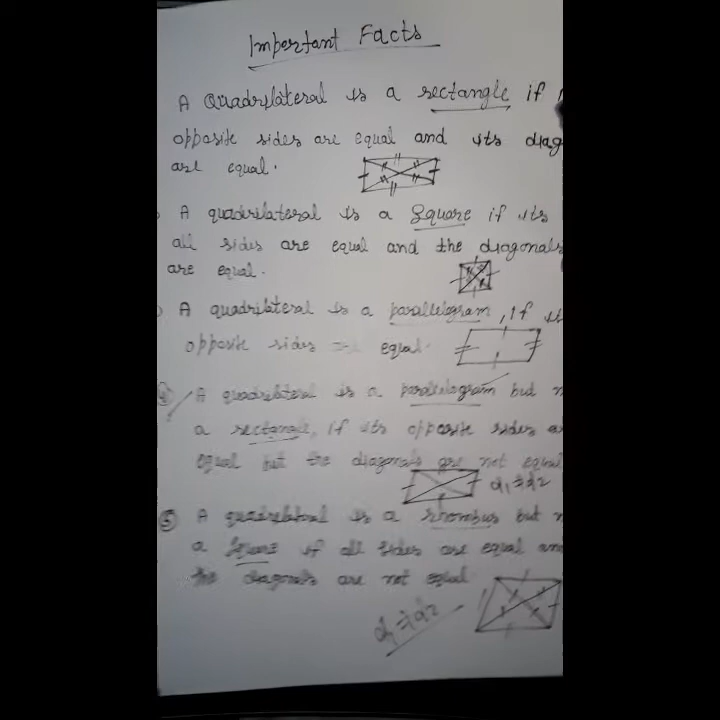 Important Facts
A Quadrilateral is a rectangle if
opposite sides are equal and its diag
are equal.
A quadrilateral is a Square if its
all sides are equal and the diagonals
are equal.
A quadrilateral is a parallelogram, if
opposite sides equal.
A quadrilateral is a parallelogram but
a rectangle, if its opposite sides a
equal but the diagonals are not equal
d1 ≠ d2
⑤ A quadrilateral is a rhombus but
a square if all sides are equal an
the diagonals are not equal
d1 ≠ d2